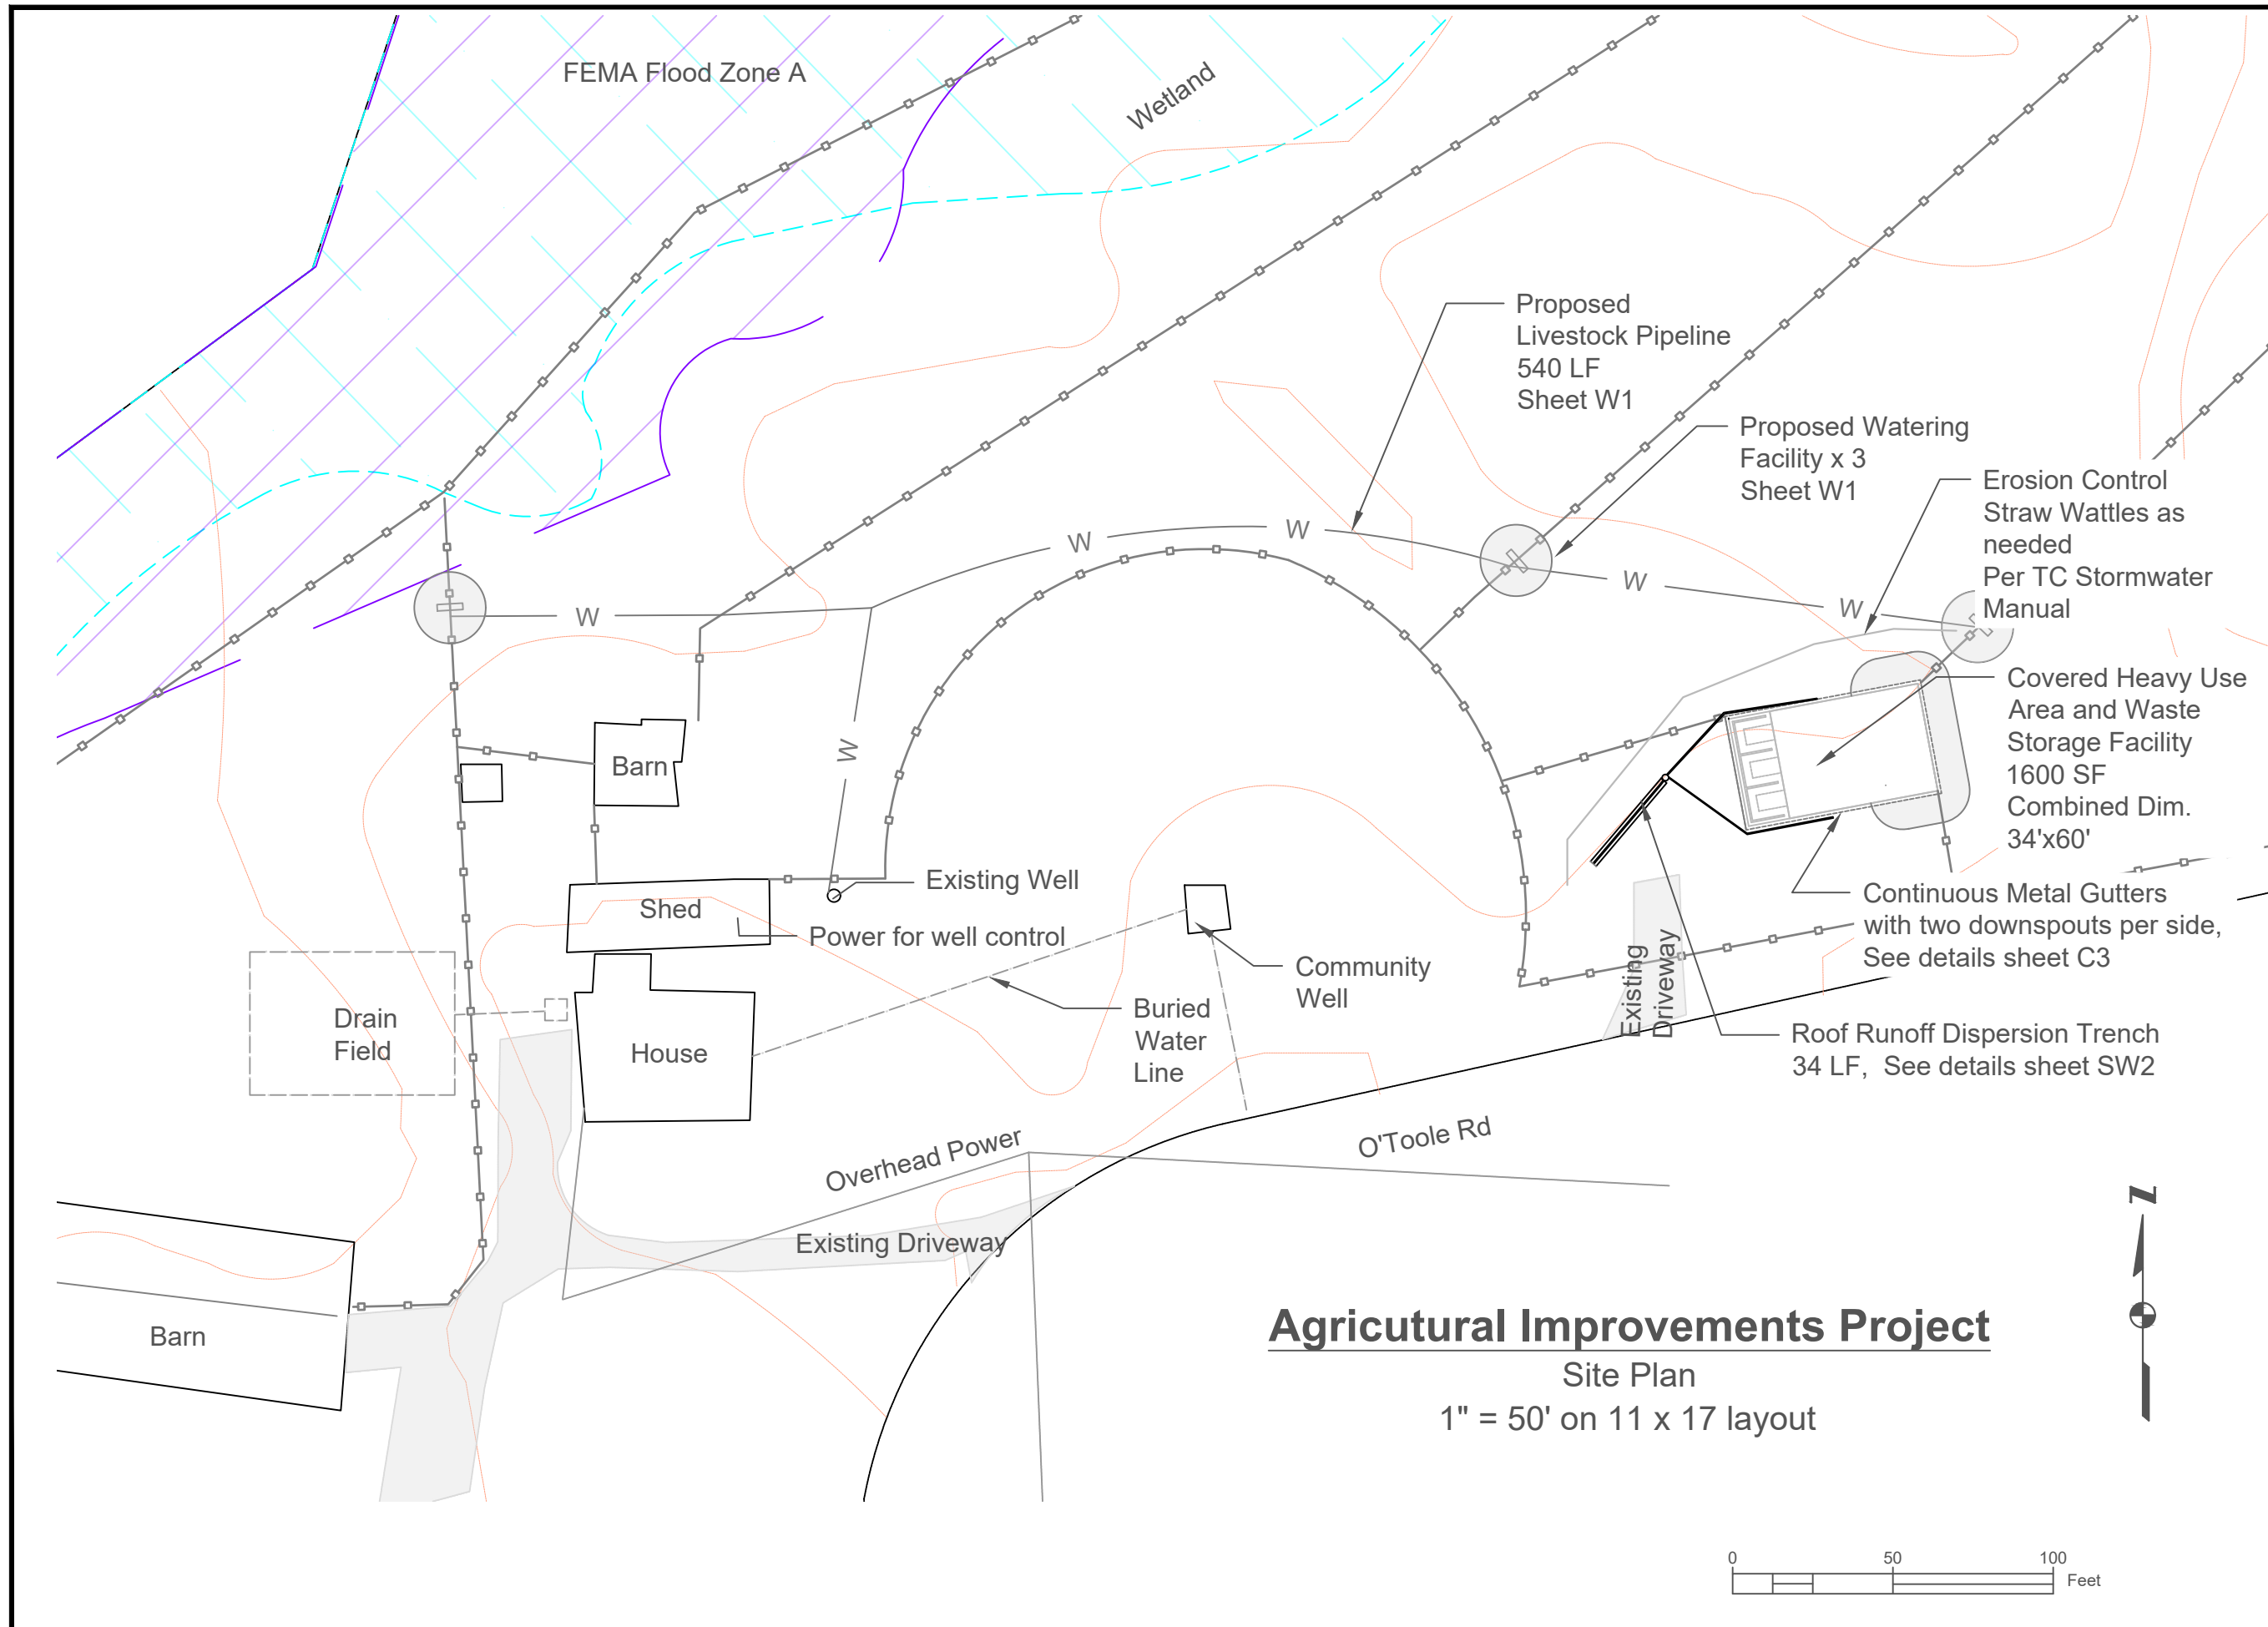 FEMA Flood Zone A
Wetland
Proposed
Livestock Pipeline
540 LF
Sheet W1
Proposed Watering
Facility x 3
Sheet W1
Erosion Control
Straw Wattles as
needed
Per TC Stormwater
Manual
W
W
W
W
W
W
Covered Heavy Use
Area and Waste
Storage Facility
1600 SF
Combined Dim.
34'x60'
Barn
Existing Well
Shed
Power for well control
Continuous Metal Gutters
with two downspouts per side,
See details sheet C3
Community
Well
Buried
Water
Line
Existing
Driveway
Drain
Field
House
Roof Runoff Dispersion Trench
34 LF, See details sheet SW2
Overhead Power
O'Toole Rd
Existing Driveway
Barn
N
Agricutural Improvements Project
Site Plan
1" = 50' on 11 x 17 layout
0 50 100
Feet